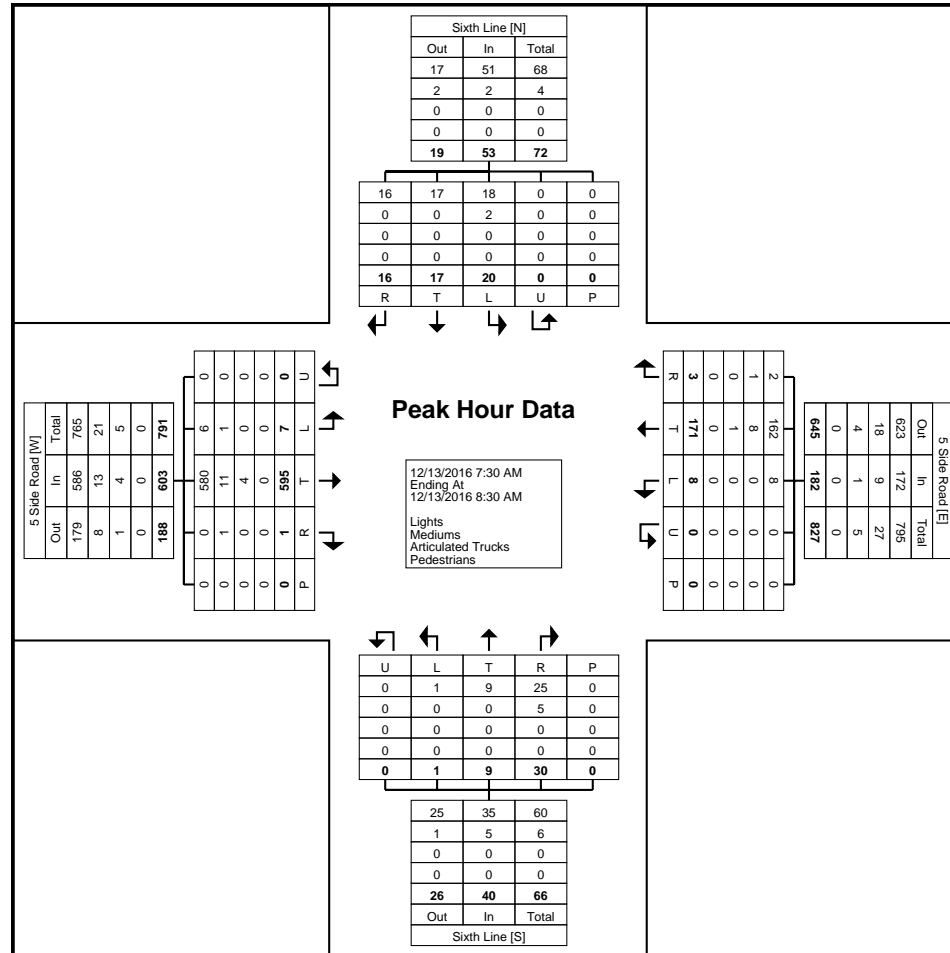 Sixth Line [N]
Out In Total
17 51 68
2 2 4
0 0 0
0 0 0
19 53 72
16 17 18 0 0
0 0 2 0 0
0 0 0 0 0
0 0 0 0 0
16 17 20 0 0
R T L U P
5 Side Road [W]
Total In Out
765 586 179
21 13 8
5 4 1
0 0 0
791 603 188
0 6 580 0 0
0 1 11 1 0
0 0 4 0 0
0 0 0 0 0
0 7 595 1 0
U L T R P
Peak Hour Data
12/13/2016 7:30 AM
Ending At
12/13/2016 8:30 AM
Lights
Mediums
Articulated Trucks
Pedestrians
R T L U P
3 171 8 0 0
0 0 0 0 0
0 1 0 0 0
1 8 0 0 0
2 162 8 0 0
645 182 827
0 0 0
4 1 5
18 9 27
623 172 795
Out In Total
5 Side Road [E]
U L T R P
0 1 9 25 0
0 0 0 5 0
0 0 0 0 0
0 0 0 0 0
0 1 9 30 0
25 35 60
1 5 6
0 0 0
0 0 0
26 40 66
Out In Total
Sixth Line [S]